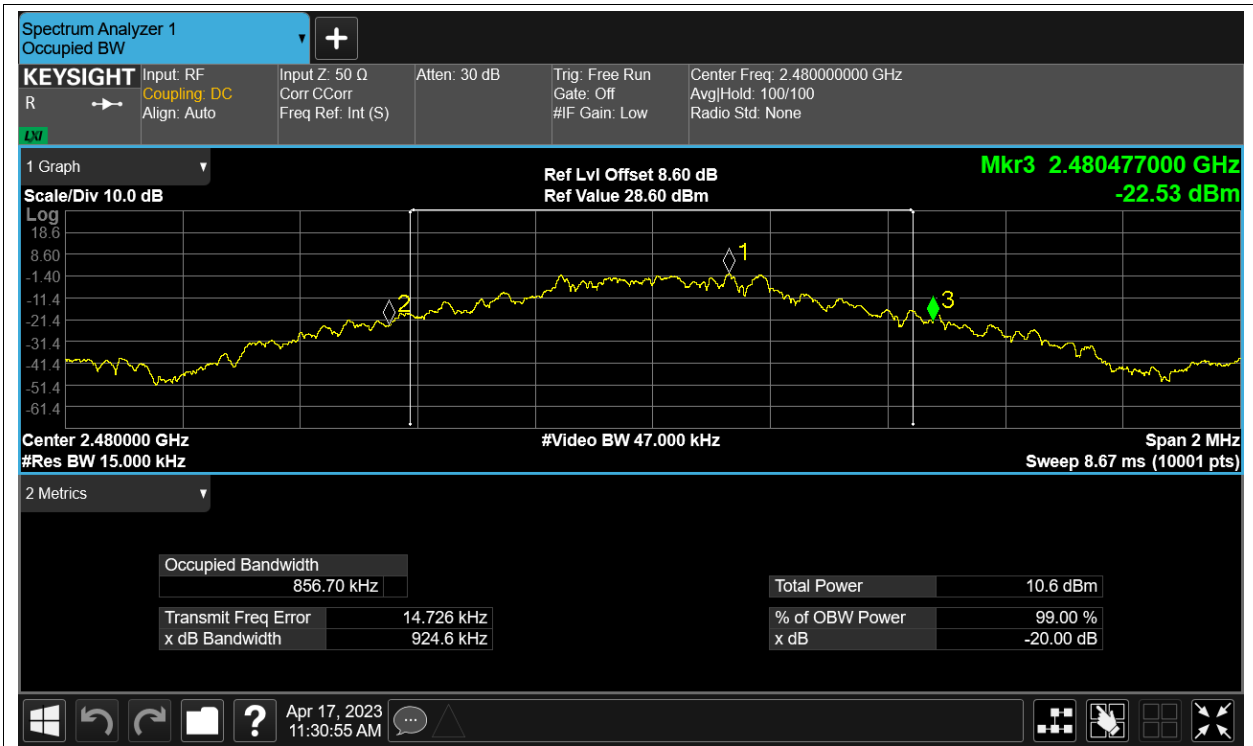 Spectrum Analyzer 1
Occupied BW
KEYSIGHT
R
LXI
Input: RF
Coupling: DC
Align: Auto
Input Z: 50 Ω
Corr CCorr
Freq Ref: Int (S)
Atten: 30 dB
Trig: Free Run
Gate: Off
#IF Gain: Low
Center Freq: 2.480000000 GHz
Avg|Hold: 100/100
Radio Std: None
1 Graph
Scale/Div 10.0 dB
Ref Lvl Offset 8.60 dB
Ref Value 28.60 dBm
Mkr3 2.480477000 GHz
-22.53 dBm
Log
18.6
8.60
-1.40
-11.4
-21.4
-31.4
-41.4
-51.4
-61.4
1
2
3
Center 2.480000 GHz
#Res BW 15.000 kHz
#Video BW 47.000 kHz
Span 2 MHz
Sweep 8.67 ms (10001 pts)
2 Metrics
Occupied Bandwidth
856.70 kHz
Transmit Freq Error 14.726 kHz
x dB Bandwidth 924.6 kHz
Total Power 10.6 dBm
% of OBW Power 99.00 %
x dB -20.00 dB
?
Apr 17, 2023
11:30:55 AM